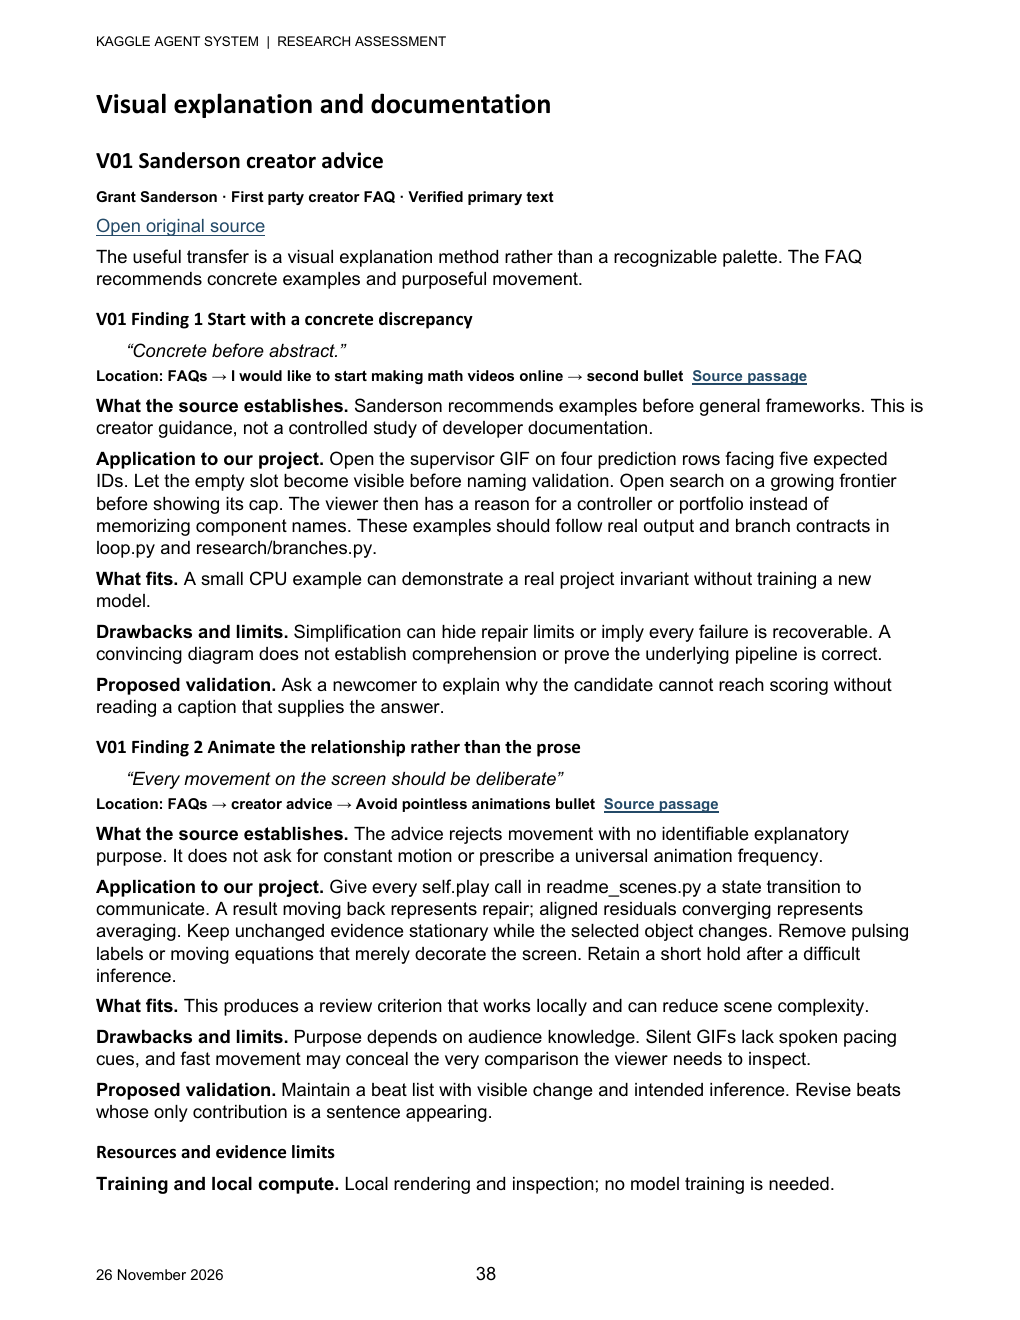 KAGGLE AGENT SYSTEM | RESEARCH ASSESSMENT
Visual explanation and documentation
V01 Sanderson creator advice
Grant Sanderson · First party creator FAQ · Verified primary text
Open original source
The useful transfer is a visual explanation method rather than a recognizable palette. The FAQ
recommends concrete examples and purposeful movement.
V01 Finding 1 Start with a concrete discrepancy
“Concrete before abstract.”
Location: FAQs → I would like to start making math videos online → second bullet Source passage
What the source establishes. Sanderson recommends examples before general frameworks. This is
creator guidance, not a controlled study of developer documentation.
Application to our project. Open the supervisor GIF on four prediction rows facing five expected
IDs. Let the empty slot become visible before naming validation. Open search on a growing frontier
before showing its cap. The viewer then has a reason for a controller or portfolio instead of
memorizing component names. These examples should follow real output and branch contracts in
loop.py and research/branches.py.
What fits. A small CPU example can demonstrate a real project invariant without training a new
model.
Drawbacks and limits. Simplification can hide repair limits or imply every failure is recoverable. A
convincing diagram does not establish comprehension or prove the underlying pipeline is correct.
Proposed validation. Ask a newcomer to explain why the candidate cannot reach scoring without
reading a caption that supplies the answer.
V01 Finding 2 Animate the relationship rather than the prose
“Every movement on the screen should be deliberate”
Location: FAQs → creator advice → Avoid pointless animations bullet Source passage
What the source establishes. The advice rejects movement with no identifiable explanatory
purpose. It does not ask for constant motion or prescribe a universal animation frequency.
Application to our project. Give every self.play call in readme_scenes.py a state transition to
communicate. A result moving back represents repair; aligned residuals converging represents
averaging. Keep unchanged evidence stationary while the selected object changes. Remove pulsing
labels or moving equations that merely decorate the screen. Retain a short hold after a difficult
inference.
What fits. This produces a review criterion that works locally and can reduce scene complexity.
Drawbacks and limits. Purpose depends on audience knowledge. Silent GIFs lack spoken pacing
cues, and fast movement may conceal the very comparison the viewer needs to inspect.
Proposed validation. Maintain a beat list with visible change and intended inference. Revise beats
whose only contribution is a sentence appearing.
Resources and evidence limits
Training and local compute. Local rendering and inspection; no model training is needed.
26 November 2026 38